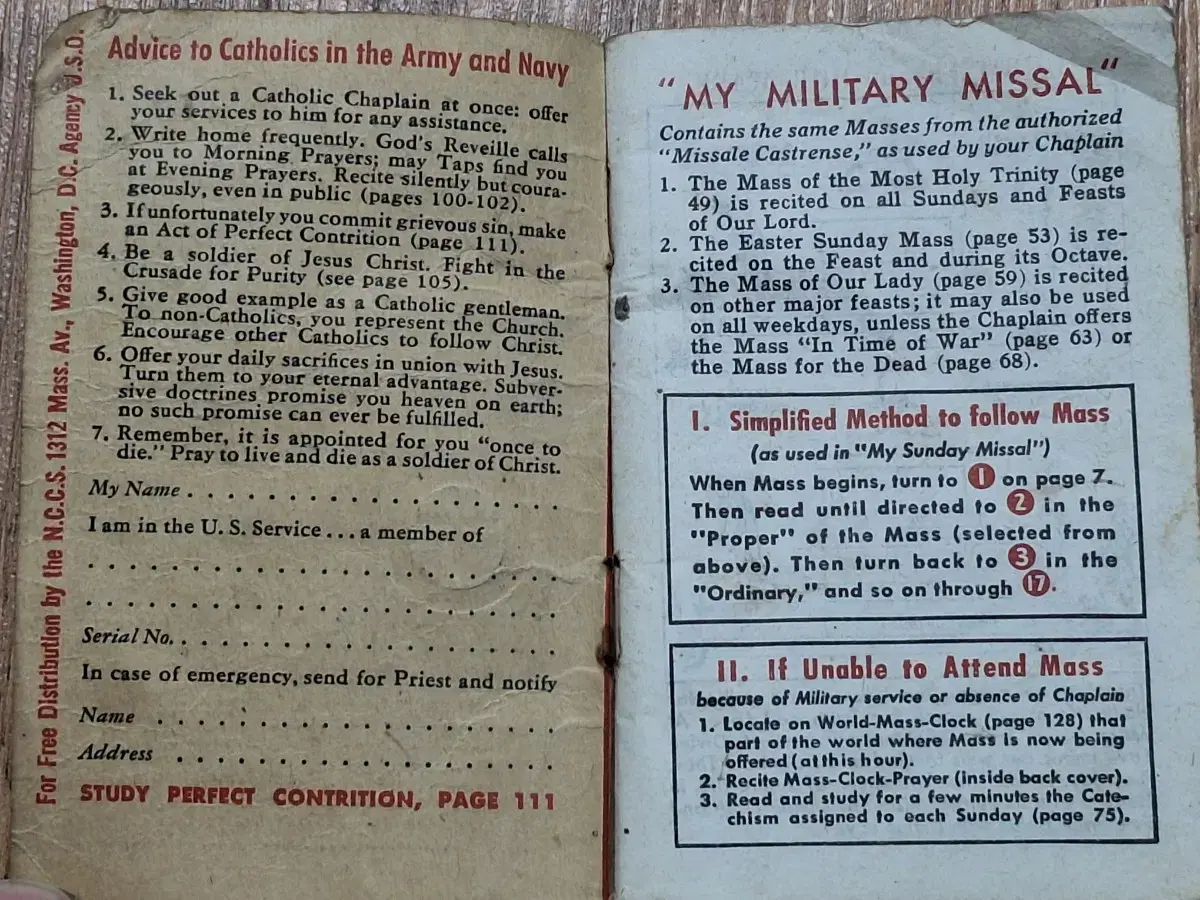 For Free Distribution by the N.C.C.S. 1312 Mass. Av., Washington, D.C. Agency U.S.O.
Advice to Catholics in the Army and Navy
1. Seek out a Catholic Chaplain at once: offer
your services to him for any assistance.
2. Write home frequently. God's Reveille calls
you to Morning Prayers; may Taps find you
at Evening Prayers. Recite silently but coura-
geously, even in public (pages 100-102).
3. If unfortunately you commit grievous sin, make
an Act of Perfect Contrition (page 111).
4. Be a soldier of Jesus Christ. Fight in the
Crusade for Purity (see page 105).
5. Give good example as a Catholic gentleman.
To non-Catholics, you represent the Church.
Encourage other Catholics to follow Christ.
6. Offer your daily sacrifices in union with Jesus.
Turn them to your eternal advantage. Subver-
sive doctrines promise you heaven on earth;
no such promise can ever be fulfilled.
7. Remember, it is appointed for you "once to
die." Pray to live and die as a soldier of Christ.
My Name . . . . . . . . . . . . . . . . .
I am in the U. S. Service . . . a member of
. . . . . . . . . . . . . . . . . . . . .
. . . . . . . . . . . . . . . . . . . . .
Serial No. . . . . . . . . . . . . . . . . .
In case of emergency, send for Priest and notify
Name . . . . . . . . . . . . . . . . . .
Address . . . . . . . . . . . . . . . . .
STUDY PERFECT CONTRITION, PAGE 111
"MY MILITARY MISSAL"
Contains the same Masses from the authorized
"Missale Castrense," as used by your Chaplain
1. The Mass of the Most Holy Trinity (page
49) is recited on all Sundays and Feasts
of Our Lord.
2. The Easter Sunday Mass (page 53) is re-
cited on the Feast and during its Octave.
3. The Mass of Our Lady (page 59) is recited
on other major feasts; it may also be used
on all weekdays, unless the Chaplain offers
the Mass "In Time of War" (page 63) or
the Mass for the Dead (page 68).
I. Simplified Method to follow Mass
(as used in "My Sunday Missal")
When Mass begins, turn to 1 on page 7.
Then read until directed to 2 in the
"Proper" of the Mass (selected from
above). Then turn back to 3 in the
"Ordinary," and so on through 17.
II. If Unable to Attend Mass
because of Military service or absence of Chaplain
1. Locate on World-Mass-Clock (page 128) that
part of the world where Mass is now being
offered (at this hour).
2. Recite Mass-Clock-Prayer (inside back cover).
3. Read and study for a few minutes the Cate-
chism assigned to each Sunday (page 75).